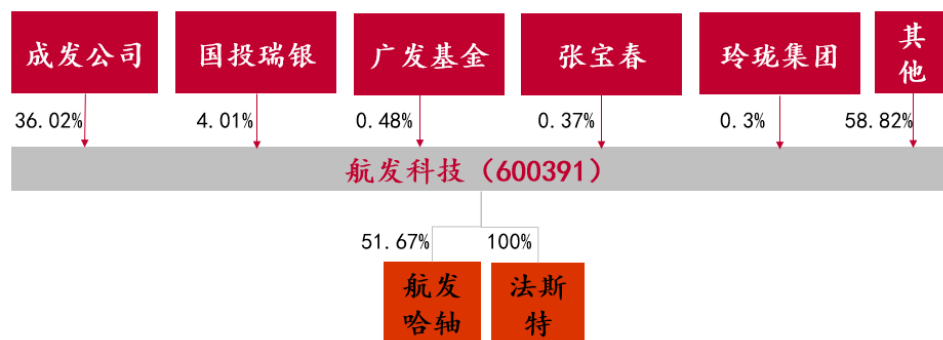 成发公司
国投瑞银
广发基金
张宝春
玲珑集团
其他
36.02%
4.01%
0.48%
0.37%
0.3%
58.82%
航发科技（600391）
51.67%
100%
航发
哈轴
法斯
特